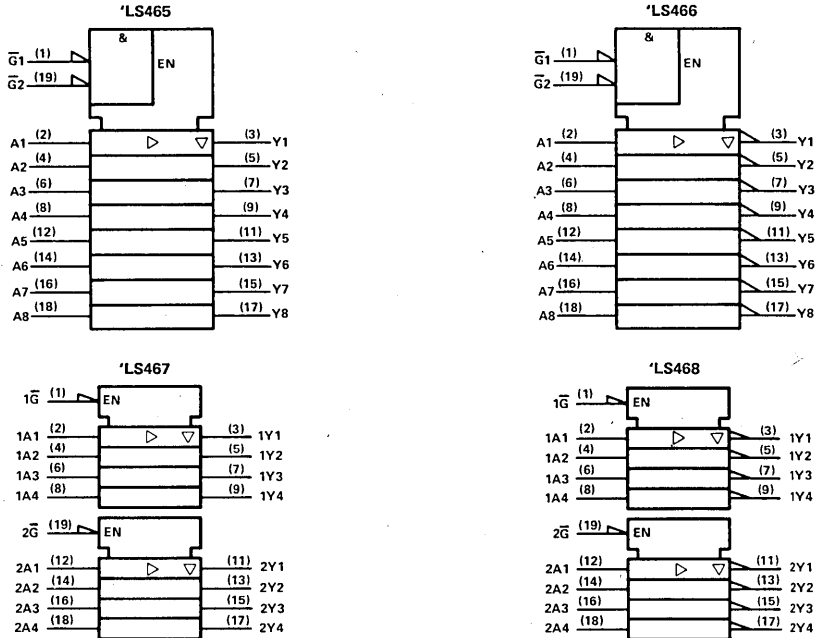 'LS465
&
EN
G̅1 (1)
G̅2 (19)
A1 (2) (3) Y1
A2 (4) (5) Y2
A3 (6) (7) Y3
A4 (8) (9) Y4
A5 (12) (11) Y5
A6 (14) (13) Y6
A7 (16) (15) Y7
A8 (18) (17) Y8
'LS466
&
EN
G̅1 (1)
G̅2 (19)
A1 (2) (3) Y1
A2 (4) (5) Y2
A3 (6) (7) Y3
A4 (8) (9) Y4
A5 (12) (11) Y5
A6 (14) (13) Y6
A7 (16) (15) Y7
A8 (18) (17) Y8
'LS467
1G̅ (1) EN
1A1 (2) (3) 1Y1
1A2 (4) (5) 1Y2
1A3 (6) (7) 1Y3
1A4 (8) (9) 1Y4
2G̅ (19) EN
2A1 (12) (11) 2Y1
2A2 (14) (13) 2Y2
2A3 (16) (15) 2Y3
2A4 (18) (17) 2Y4
'LS468
1G̅ (1) EN
1A1 (2) (3) 1Y1
1A2 (4) (5) 1Y2
1A3 (6) (7) 1Y3
1A4 (8) (9) 1Y4
2G̅ (19) EN
2A1 (12) (11) 2Y1
2A2 (14) (13) 2Y2
2A3 (16) (15) 2Y3
2A4 (18) (17) 2Y4